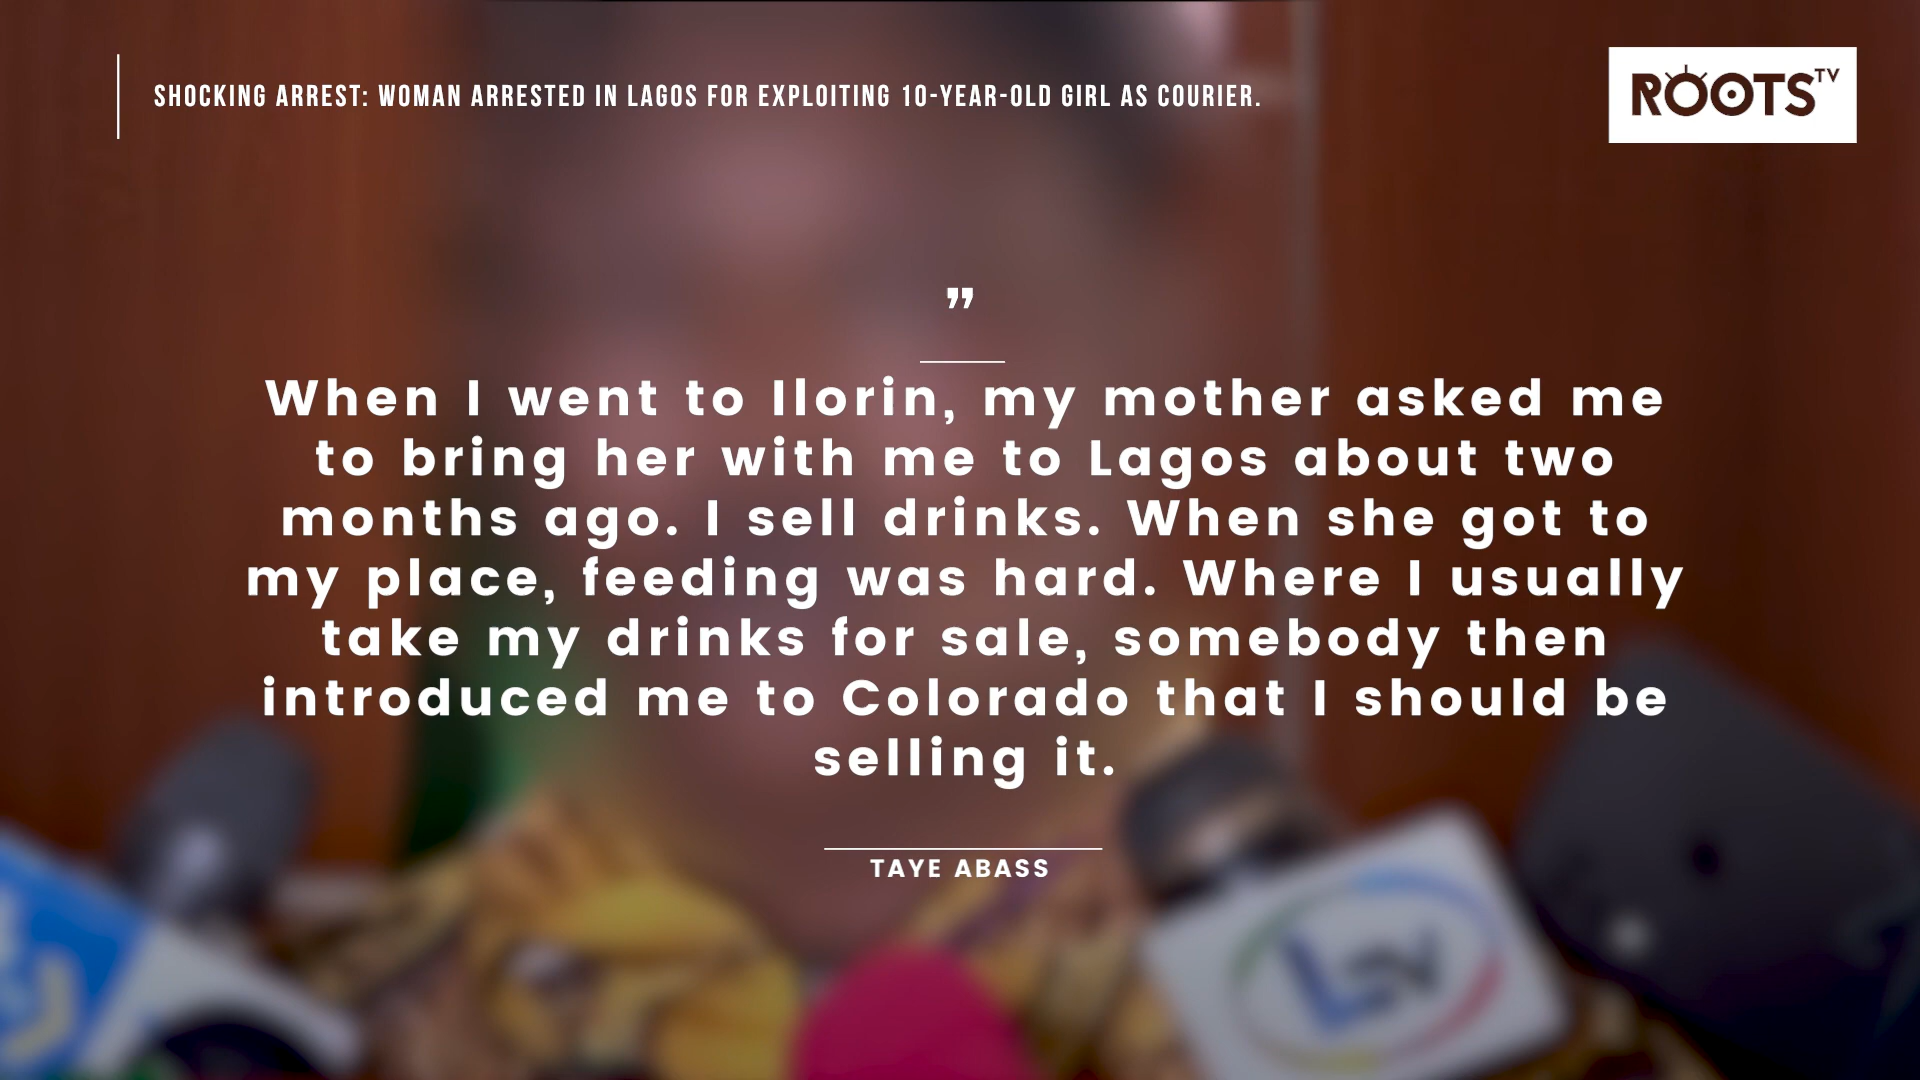 SHOCKING ARREST: WOMAN ARRESTED IN LAGOS FOR EXPLOITING 10-YEAR-OLD GIRL AS COURIER.
ROOTS TV
”
When I went to Ilorin, my mother asked me
to bring her with me to Lagos about two
months ago. I sell drinks. When she got to
my place, feeding was hard. Where I usually
take my drinks for sale, somebody then
introduced me to Colorado that I should be
selling it.
TAYE ABASS